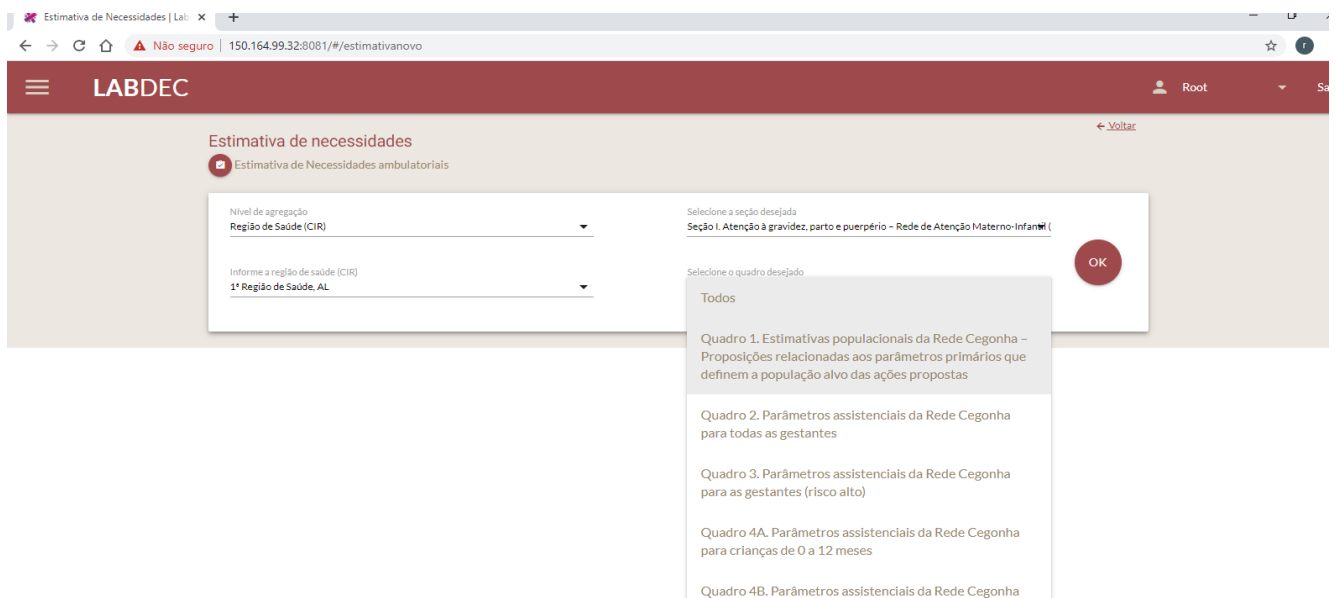 Estimativa de Necessidades | Lab
Não seguro | 150.164.99.32:8081/#/estimativanovo
r
LABDEC
Root
Sa
← Voltar
Estimativa de necessidades
Estimativa de Necessidades ambulatoriais
Nível de agregação
Região de Saúde (CIR)
Selecione a seção desejada
Seção I. Atenção à gravidez, parto e puerpério – Rede de Atenção Materno-Infantil (
OK
Informe a região de saúde (CIR)
1ª Região de Saúde, AL
Selecione o quadro desejado
Todos
Quadro 1. Estimativas populacionais da Rede Cegonha –
Proposições relacionadas aos parâmetros primários que
definem a população alvo das ações propostas
Quadro 2. Parâmetros assistenciais da Rede Cegonha
para todas as gestantes
Quadro 3. Parâmetros assistenciais da Rede Cegonha
para as gestantes (risco alto)
Quadro 4A. Parâmetros assistenciais da Rede Cegonha
para crianças de 0 a 12 meses
Quadro 4B. Parâmetros assistenciais da Rede Cegonha